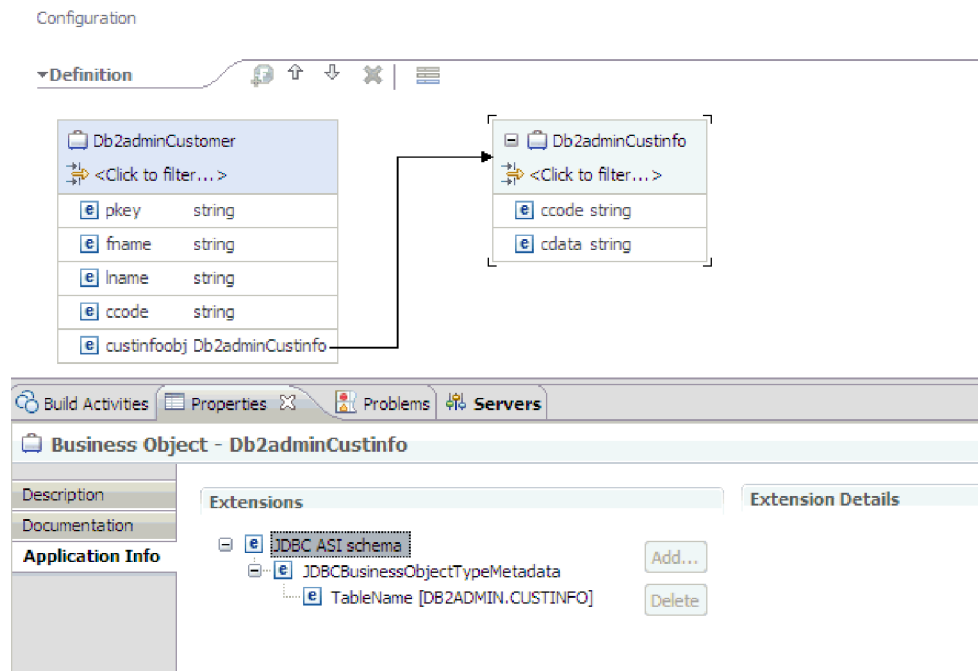 Configuration
Definition
Db2adminCustomer
<Click to filter...>
pkey string
fname string
lname string
ccode string
custinfoobj Db2adminCustinfo
Db2adminCustinfo
<Click to filter...>
ccode string
cdata string
Build Activities Properties Problems Servers
Business Object - Db2adminCustinfo
Description
Documentation
Application Info
Extensions
JDBC ASI schema
JDBCBusinessObjectTypeMetadata
TableName [DB2ADMIN.CUSTINFO]
Add...
Delete
Extension Details